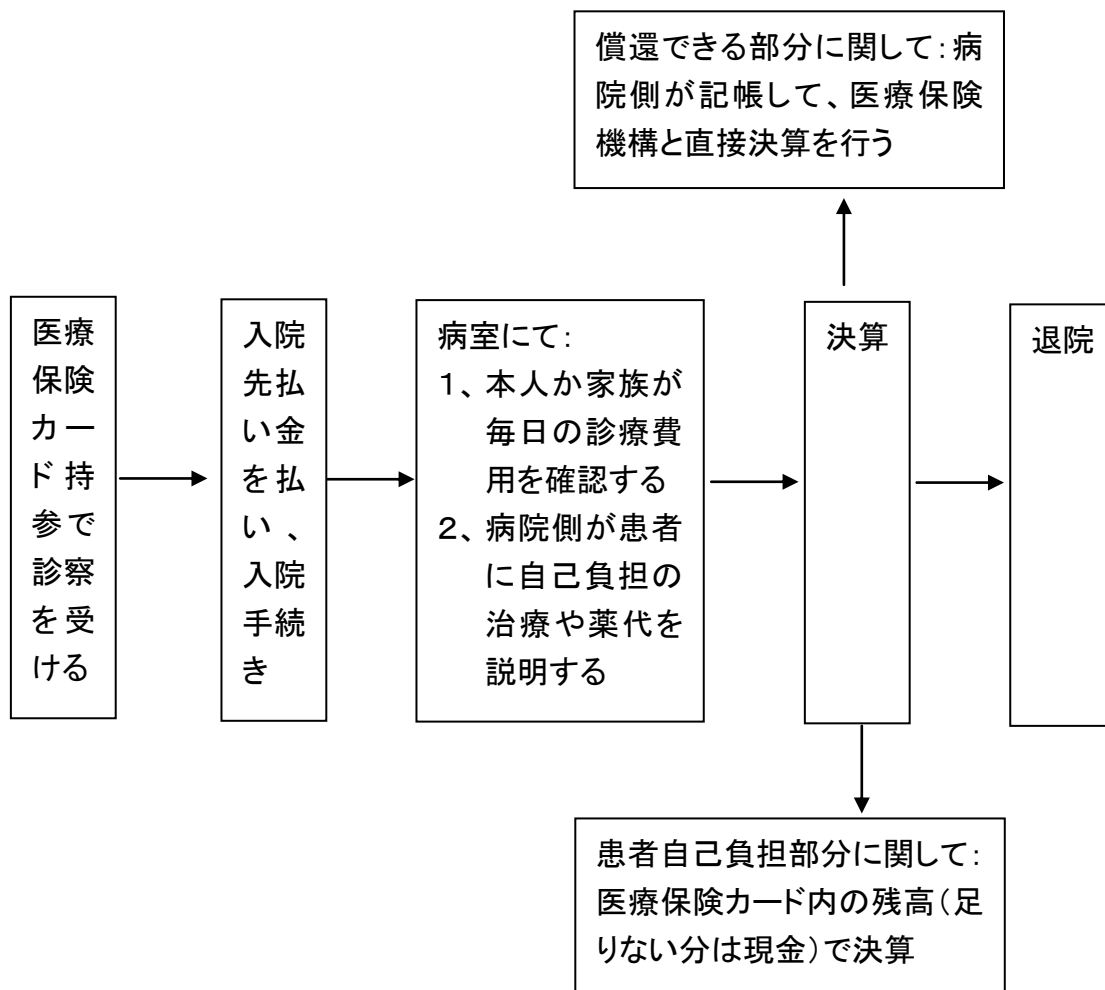 償還できる部分に関して：病
院側が記帳して、医療保険
機構と直接決算を行う
医療
保険
カー
ド持
参で
診察
を受
ける
入院
先払
い金
を払
い、
入院
手続
き
病室にて：
１、本人か家族が
毎日の診療費
用を確認する
２、病院側が患者
に自己負担の
治療や薬代を
説明する
決算
退院
患者自己負担部分に関して：
医療保険カード内の残高（足
りない分は現金）で決算